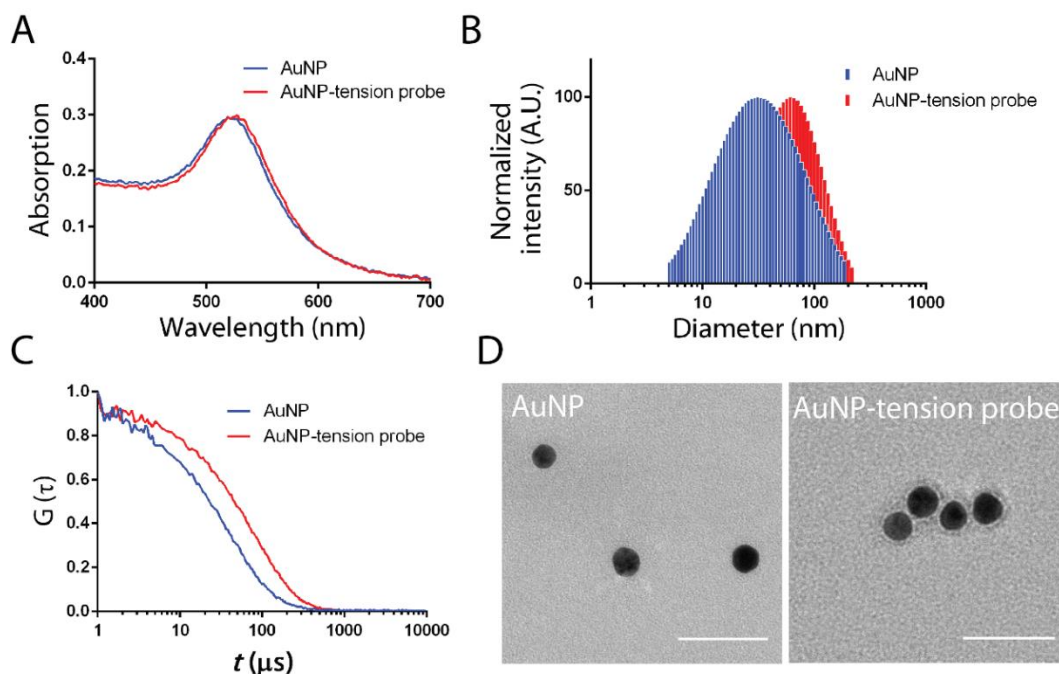 A
0.4
0.3
0.2
0.1
0.0
400
500
600
700
Absorption
Wavelength (nm)
AuNP
AuNP-tension probe
B
100
50
0
1
10
100
1000
Normalized
intensity (A.U.)
Diameter (nm)
AuNP
AuNP-tension probe
C
1.0
0.8
0.6
0.4
0.2
0.0
1
10
100
1000
10000
G (τ)
t (μs)
AuNP
AuNP-tension probe
D
AuNP
AuNP-tension probe